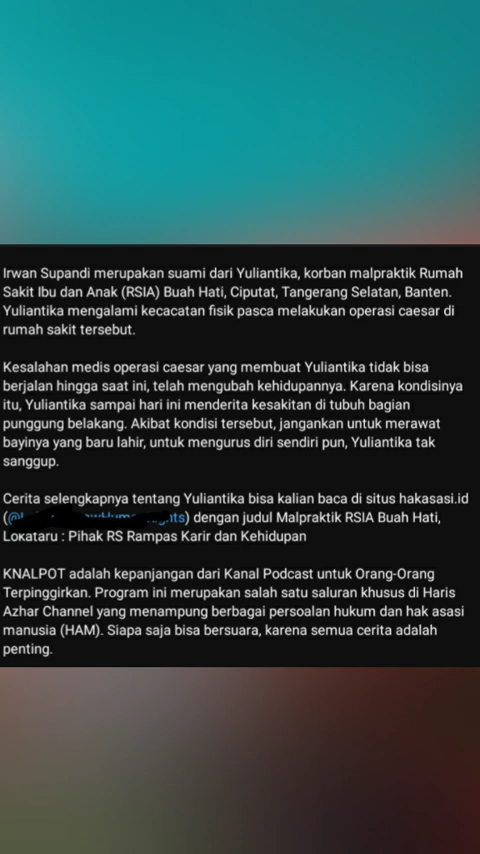 Irwan Supandi merupakan suami dari Yuliantika, korban malpraktik Rumah
Sakit Ibu dan Anak (RSIA) Buah Hati, Ciputat, Tangerang Selatan, Banten.
Yuliantika mengalami kecacatan fisik pasca melakukan operasi caesar di
rumah sakit tersebut.
Kesalahan medis operasi caesar yang membuat Yuliantika tidak bisa
berjalan hingga saat ini, telah mengubah kehidupannya. Karena kondisinya
itu, Yuliantika sampai hari ini menderita kesakitan di tubuh bagian
punggung belakang. Akibat kondisi tersebut, jangankan untuk merawat
bayinya yang baru lahir, untuk mengurus diri sendiri pun, Yuliantika tak
sanggup.
Cerita selengkapnya tentang Yuliantika bisa kalian baca di situs hakasasi.id
dengan judul Malpraktik RSIA Buah Hati,
Lokataru : Pihak RS Rampas Karir dan Kehidupan
KNALPOT adalah kepanjangan dari Kanal Podcast untuk Orang-Orang
Terpinggirkan. Program ini merupakan salah satu saluran khusus di Haris
Azhar Channel yang menampung berbagai persoalan hukum dan hak asasi
manusia (HAM). Siapa saja bisa bersuara, karena semua cerita adalah
penting.